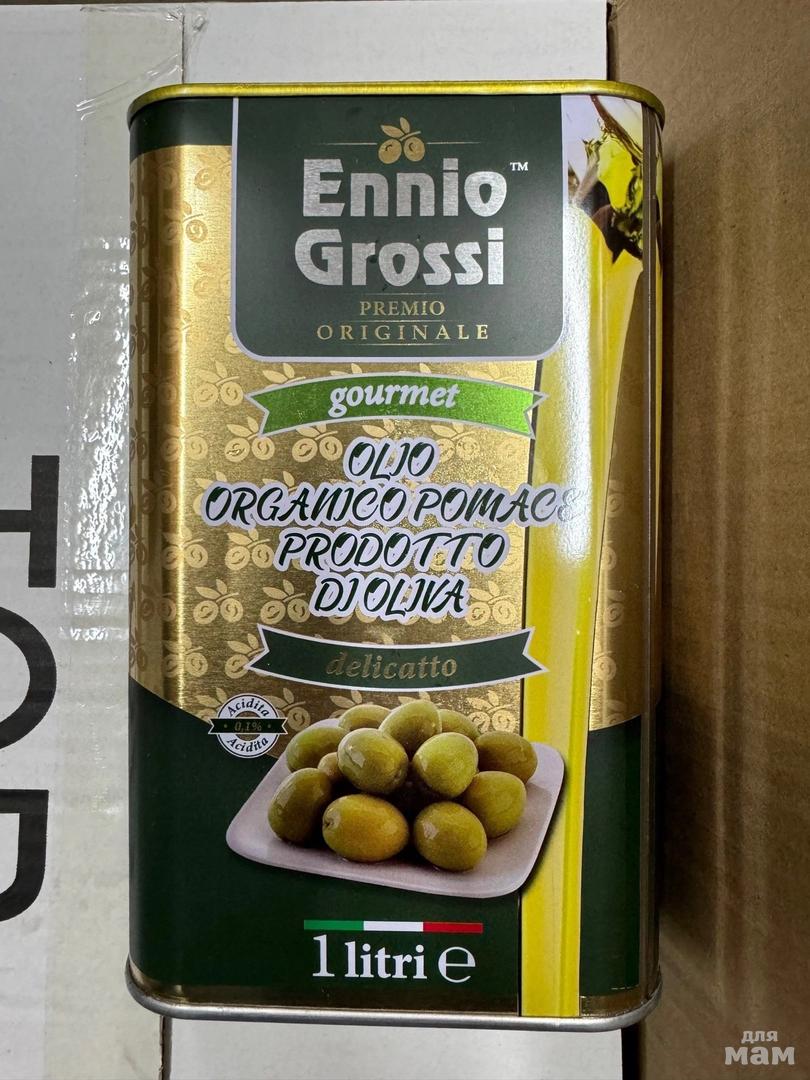 Ennio™
Grossi
PREMIO
ORIGINALE
gourmet
OLIO
ORGANICO POMACE
PRODOTTO
DI OLIVA
delicatto
Acidita
0,1%
Acidita
1 litri ℮
для
мам